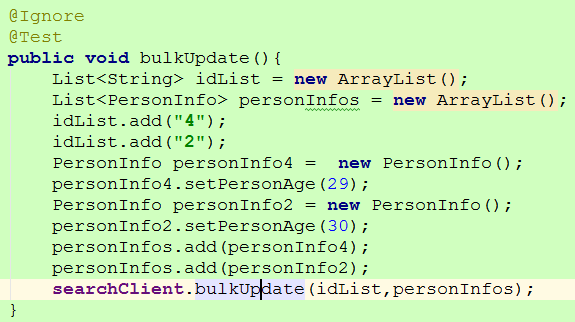 @Ignore
@Test
public void bulkUpdate(){
    List<String> idList = new ArrayList();
    List<PersonInfo> personInfos = new ArrayList();
    idList.add("4");
    idList.add("2");
    PersonInfo personInfo4 =  new PersonInfo();
    personInfo4.setPersonAge(29);
    PersonInfo personInfo2 = new PersonInfo();
    personInfo2.setPersonAge(30);
    personInfos.add(personInfo4);
    personInfos.add(personInfo2);
    searchClient.bulkUpdate(idList,personInfos);
}